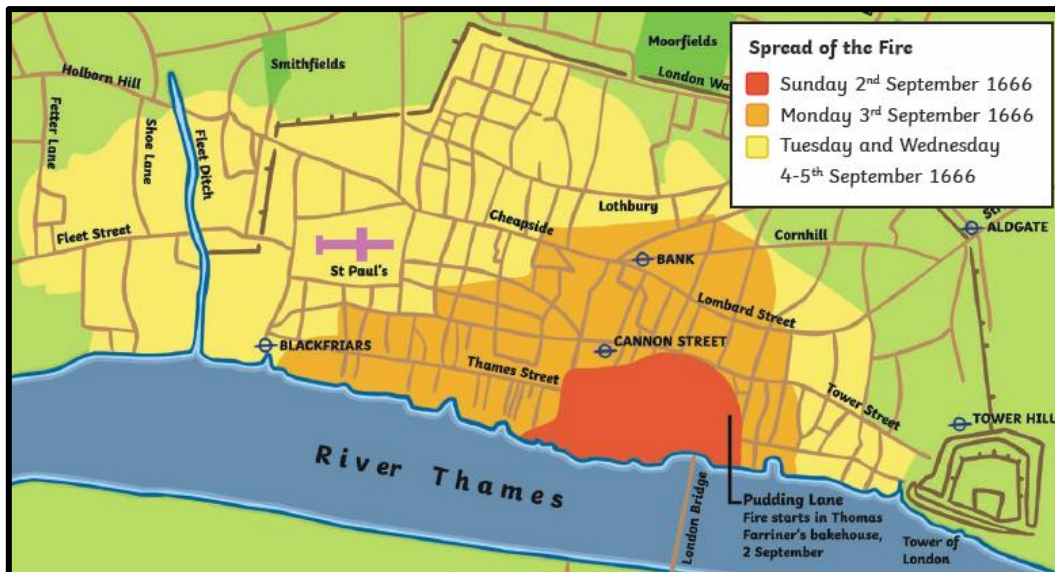 Spread of the Fire
Sunday 2nd September 1666
Monday 3rd September 1666
Tuesday and Wednesday
4-5th September 1666
Moorfields
Smithfields
Holborn Hill
London Wa
Fetter Lane
Shoe Lane
Fleet Ditch
Lothbury
Cheapside
Cornhill
ALDGATE
Fleet Street
St Paul's
BANK
Lombard Street
BLACKFRIARS
CANNON STREET
Thames Street
Tower Street
TOWER HILL
River Thames
London Bridge
Pudding Lane
Fire starts in Thomas
Farriner's bakehouse,
2 September
Tower of
London